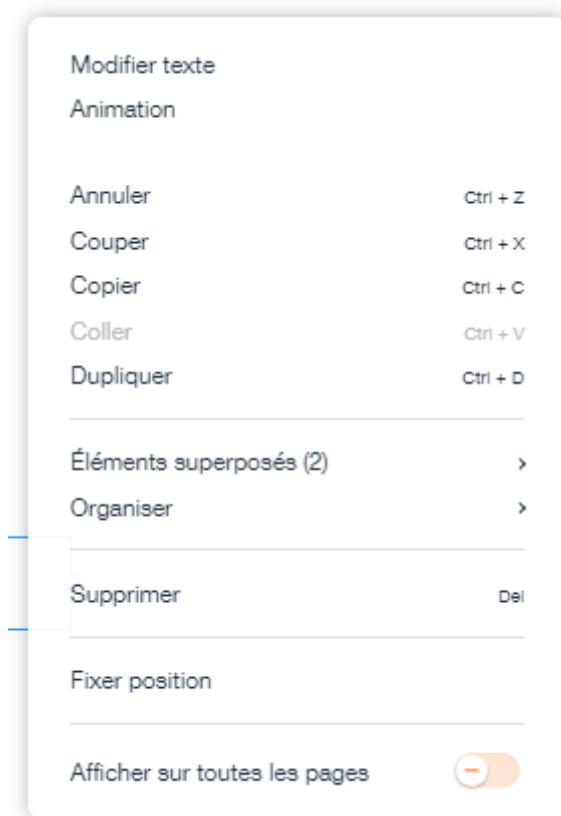 Modifier texte
Animation
Annuler Ctrl + Z
Couper Ctrl + X
Copier Ctrl + C
Coller Ctrl + V
Dupliquer Ctrl + D
Éléments superposés (2) >
Organiser >
Supprimer Del
Fixer position
Afficher sur toutes les pages